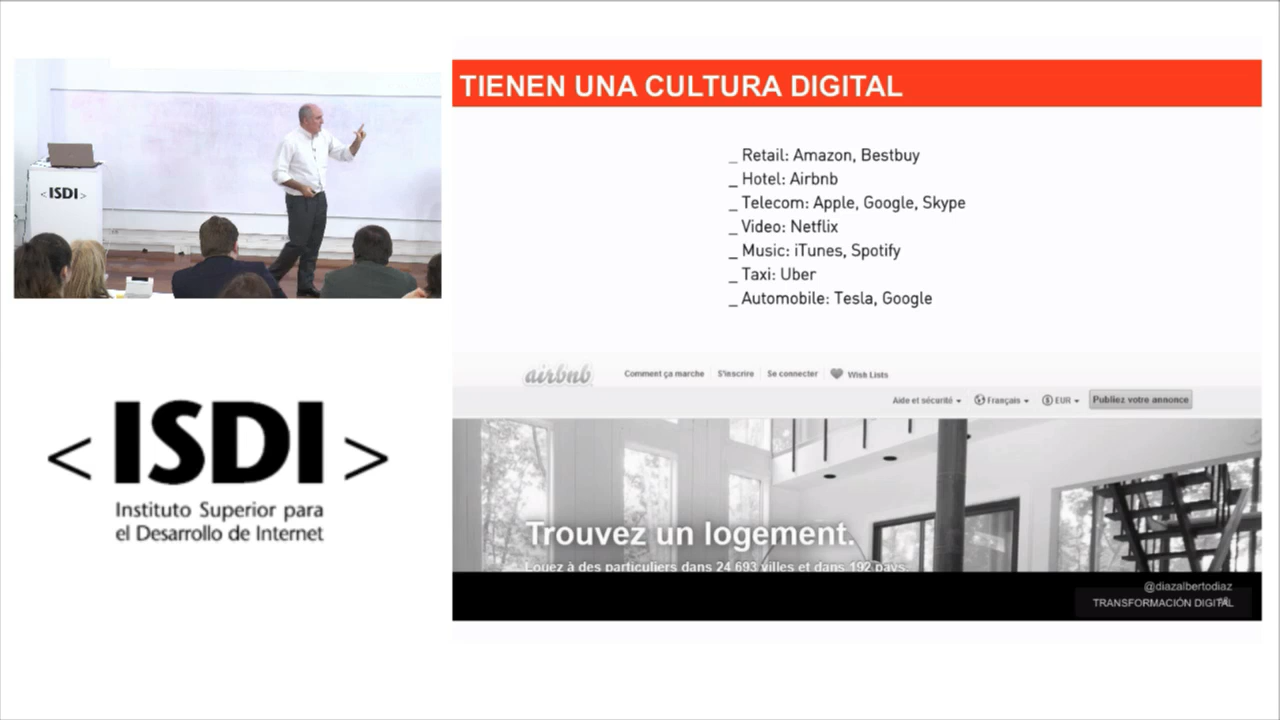 TIENEN UNA CULTURA DIGITAL
_ Retail: Amazon, Bestbuy
_ Hotel: Airbnb
_ Telecom: Apple, Google, Skype
_ Video: Netflix
_ Music: iTunes, Spotify
_ Taxi: Uber
_ Automobile: Tesla, Google
<ISDI>
<ISDI>
Instituto Superior para
el Desarrollo de Internet
airbnb
Comment ça marche
S'inscrire
Se connecter
Wish Lists
Aide et sécurité
Français
EUR
Publiez votre annonce
Trouvez un logement.
Louez à des particuliers dans 24 693 villes et dans 192 pays.
@diazalbertodiaz
TRANSFORMACIÓN DIGITAL